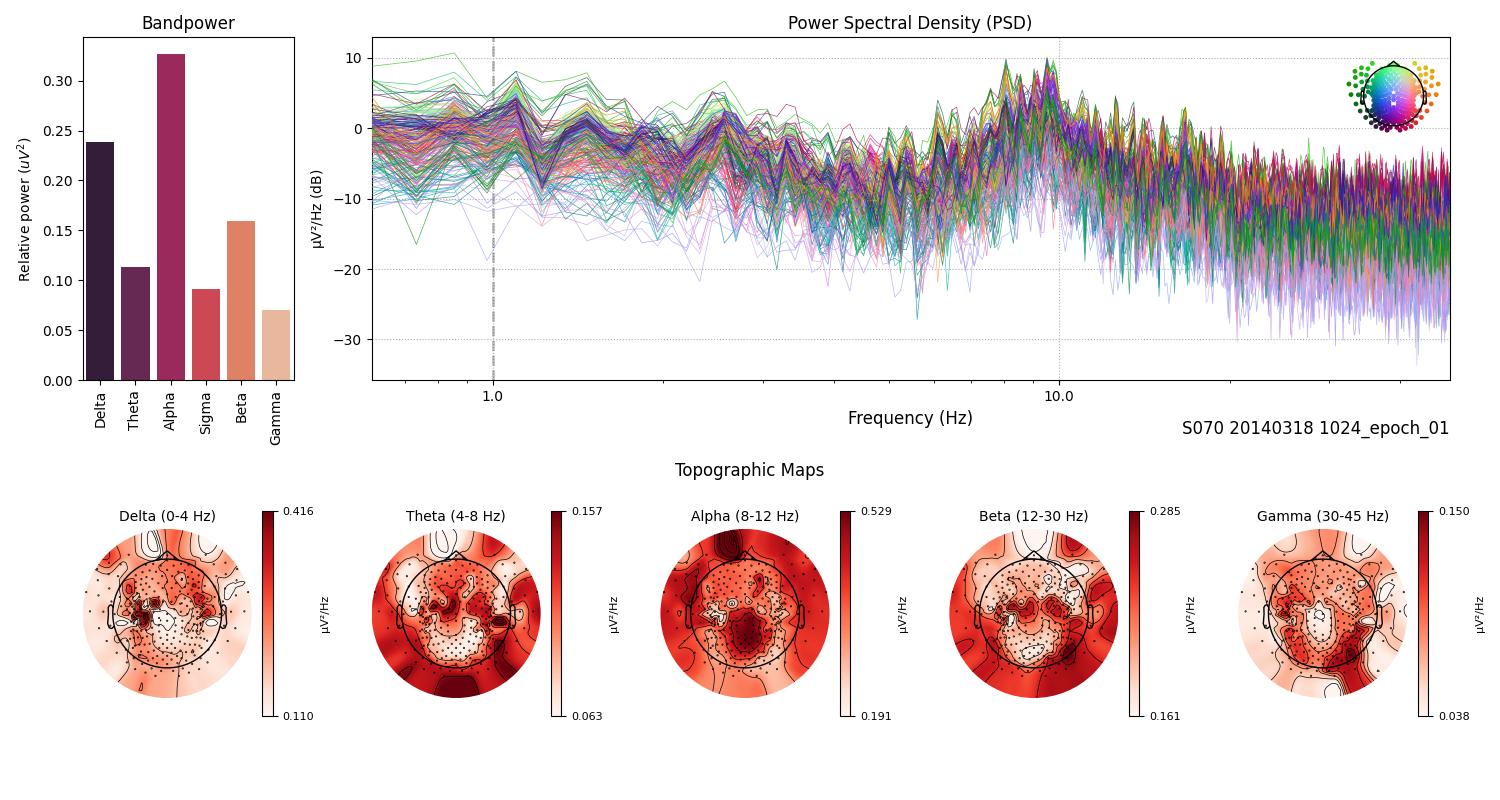 Bandpower
Power Spectral Density (PSD)
Relative power (uV²)
0.30
0.25
0.20
0.15
0.10
0.05
0.00
Delta
Theta
Alpha
Sigma
Beta
Gamma
µV²/Hz (dB)
10
0
−10
−20
−30
1.0
10.0
Frequency (Hz)
S070 20140318 1024_epoch_01
Topographic Maps
Delta (0-4 Hz)
0.416
0.110
µV²/Hz
Theta (4-8 Hz)
0.157
0.063
µV²/Hz
Alpha (8-12 Hz)
0.529
0.191
µV²/Hz
Beta (12-30 Hz)
0.285
0.161
µV²/Hz
Gamma (30-45 Hz)
0.150
0.038
µV²/Hz